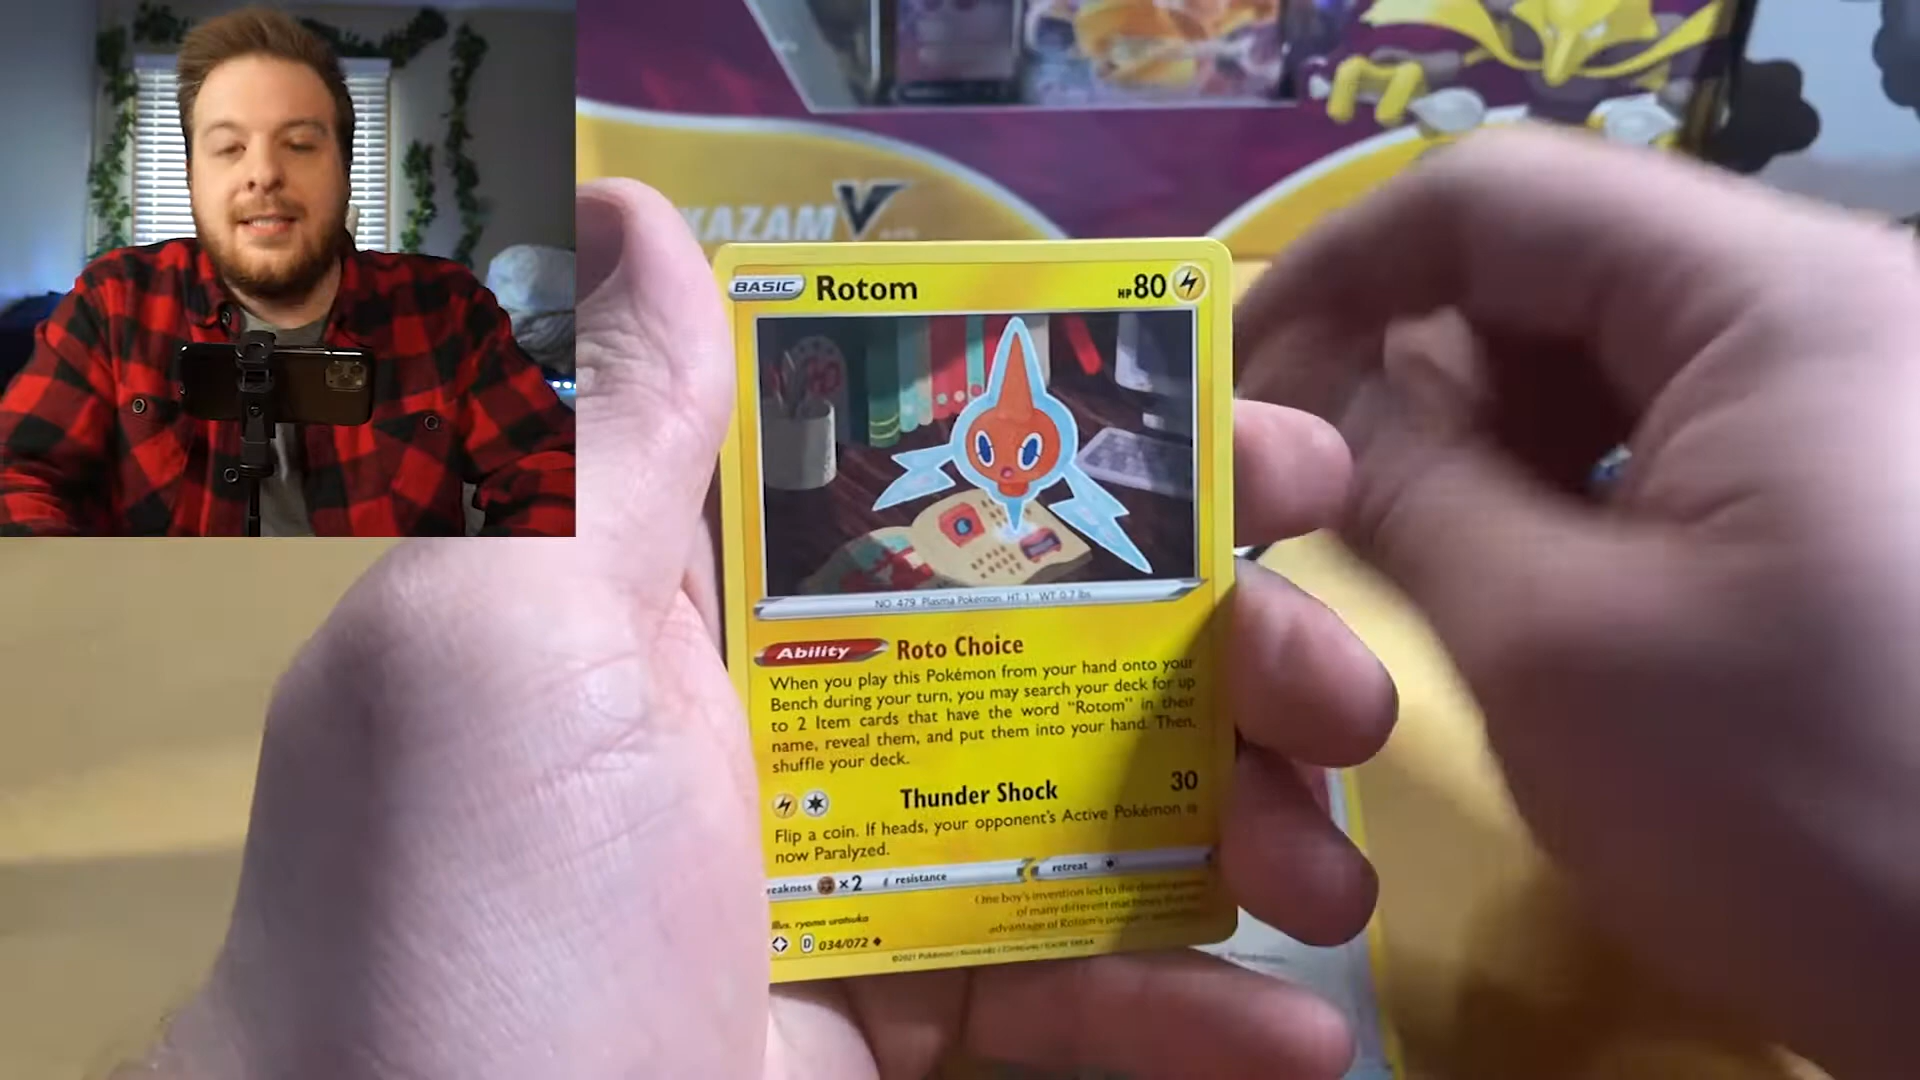 KAZAM V
BASIC Rotom HP 80
NO. 479 Plasma Pokémon HT 1' WT 0.7 lbs
Ability Roto Choice
When you play this Pokémon from your hand onto your
Bench during your turn, you may search your deck for up
to 2 Item cards that have the word “Rotom” in their
name, reveal them, and put them into your hand. Then,
shuffle your deck.
Thunder Shock 30
Flip a coin. If heads, your opponent's Active Pokémon is
now Paralyzed.
weakness ×2 resistance retreat
One boy's invention led to the development
of many different machines that
advantage of Rotom's unique
Illus. ryoma uratsuka
D 034/072
©2021 Pokémon